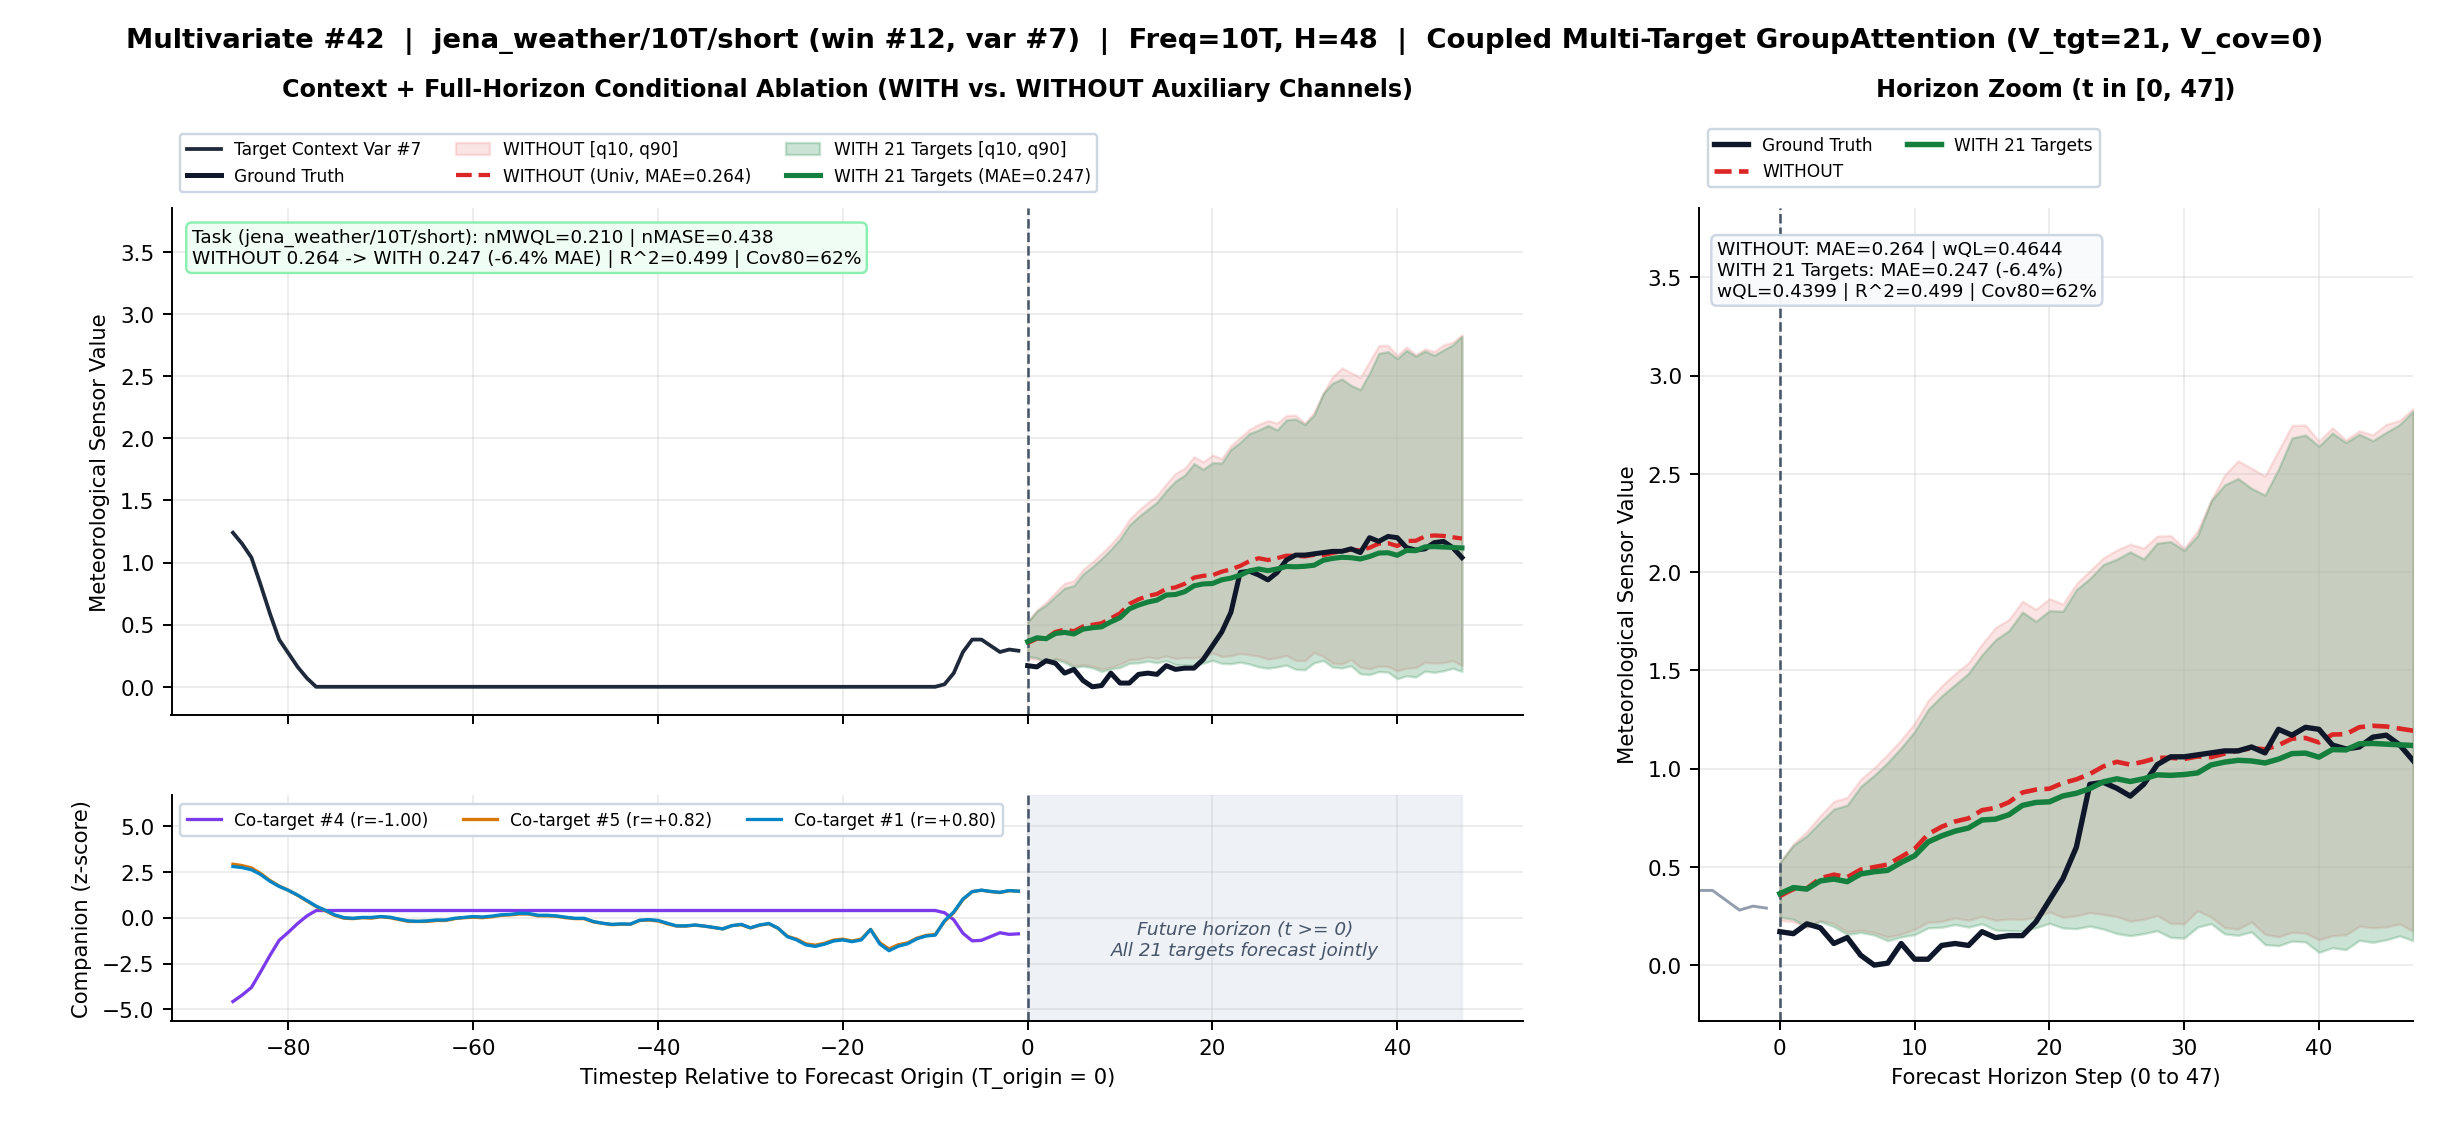 Multivariate #42 | jena_weather/10T/short (win #12, var #7) | Freq=10T, H=48 | Coupled Multi-Target GroupAttention (V_tgt=21, V_cov=0)
Context + Full-Horizon Conditional Ablation (WITH vs. WITHOUT Auxiliary Channels)
Target Context Var #7
Ground Truth
WITHOUT [q10, q90]
WITHOUT (Univ, MAE=0.264)
WITH 21 Targets [q10, q90]
WITH 21 Targets (MAE=0.247)
Task (jena_weather/10T/short): nMWQL=0.210 | nMASE=0.438
WITHOUT 0.264 -> WITH 0.247 (-6.4% MAE) | R^2=0.499 | Cov80=62%
Meteorological Sensor Value
3.5
3.0
2.5
2.0
1.5
1.0
0.5
0.0
Co-target #4 (r=-1.00)
Co-target #5 (r=+0.82)
Co-target #1 (r=+0.80)
Companion (z-score)
5.0
2.5
0.0
−2.5
−5.0
Future horizon (t >= 0)
All 21 targets forecast jointly
−80
−60
−40
−20
0
20
40
Timestep Relative to Forecast Origin (T_origin = 0)
Horizon Zoom (t in [0, 47])
Ground Truth
WITHOUT
WITH 21 Targets
WITHOUT: MAE=0.264 | wQL=0.4644
WITH 21 Targets: MAE=0.247 (-6.4%)
wQL=0.4399 | R^2=0.499 | Cov80=62%
Meteorological Sensor Value
3.5
3.0
2.5
2.0
1.5
1.0
0.5
0.0
0
10
20
30
40
Forecast Horizon Step (0 to 47)